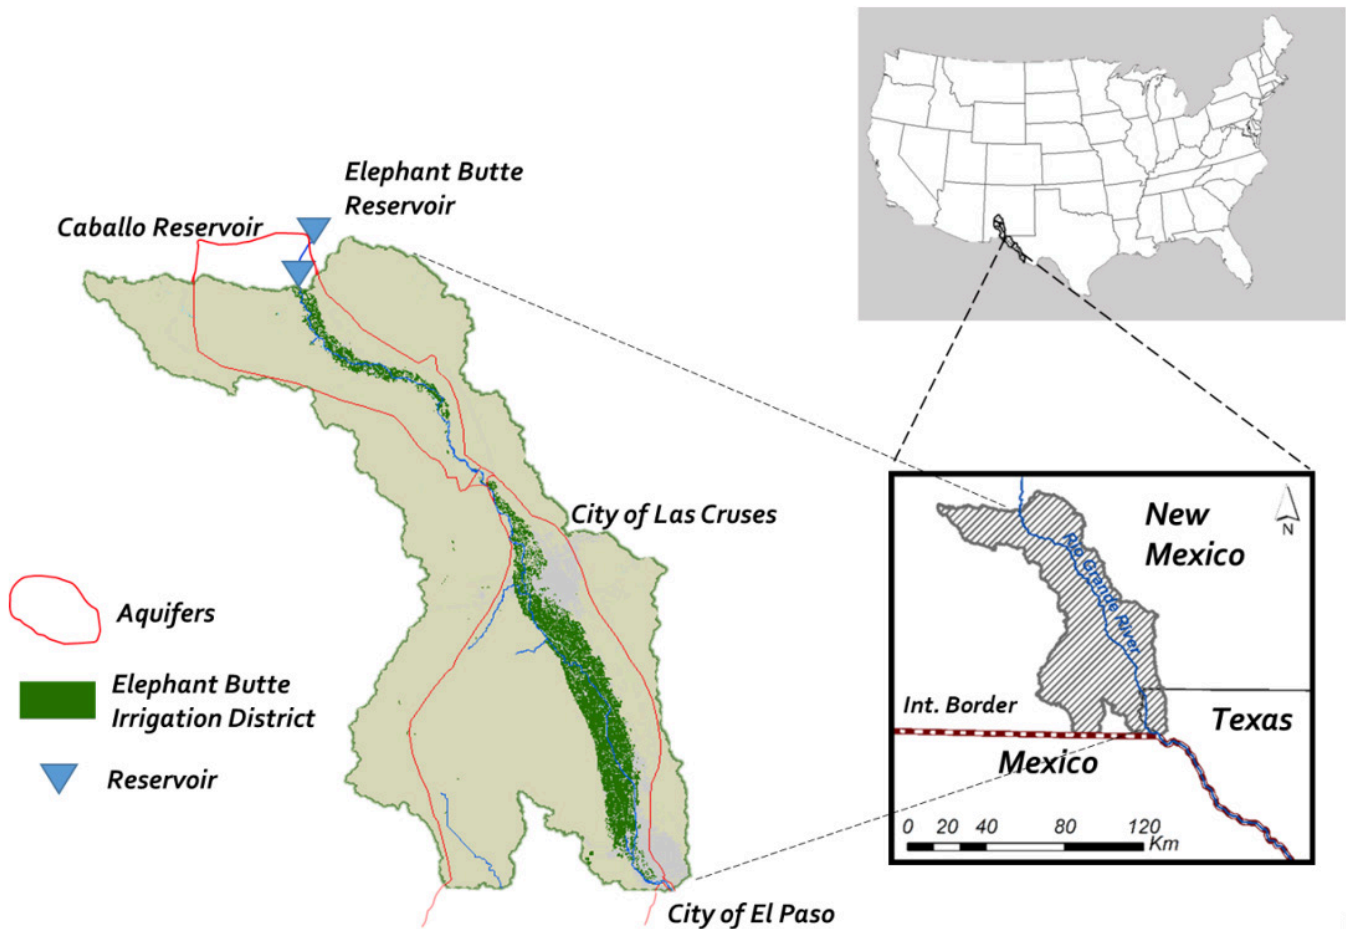 Elephant Butte
Reservoir
Caballo Reservoir
City of Las Cruses
Aquifers
Elephant Butte
Irrigation District
Reservoir
City of El Paso
New
Mexico
N
Rio Grande River
Int. Border
Texas
Mexico
0 20 40 80 120
Km